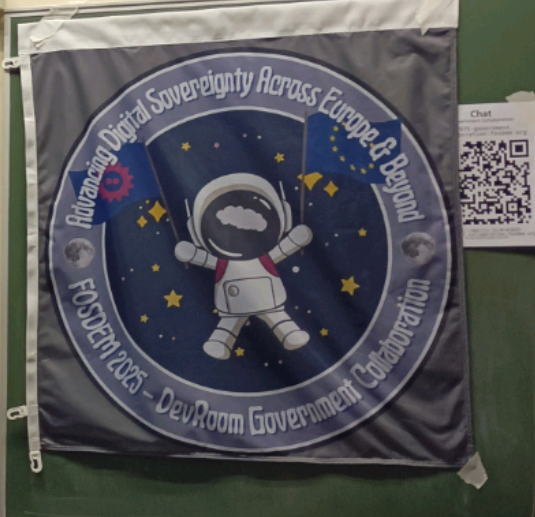 Advancing Digital Sovereignty Across Europe & Beyond
FOSDEM 2025 – DevRoom Government Collaboration
Chat